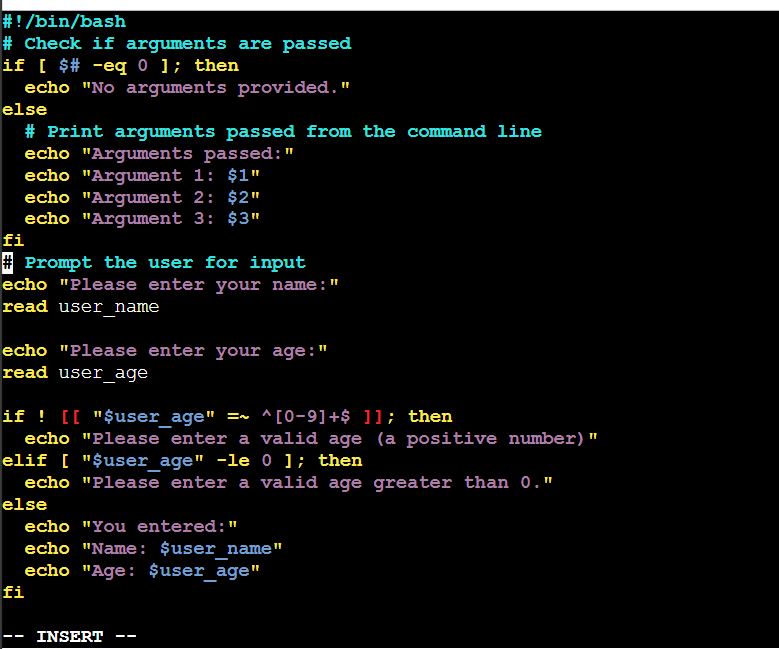 #!/bin/bash
# Check if arguments are passed
if [ $# -eq 0 ]; then
  echo "No arguments provided."
else
  # Print arguments passed from the command line
  echo "Arguments passed:"
  echo "Argument 1: $1"
  echo "Argument 2: $2"
  echo "Argument 3: $3"
fi
# Prompt the user for input
echo "Please enter your name:"
read user_name

echo "Please enter your age:"
read user_age

if ! [[ "$user_age" =~ ^[0-9]+$ ]]; then
  echo "Please enter a valid age (a positive number)"
elif [ "$user_age" -le 0 ]; then
  echo "Please enter a valid age greater than 0."
else
  echo "You entered:"
  echo "Name: $user_name"
  echo "Age: $user_age"
fi

-- INSERT --